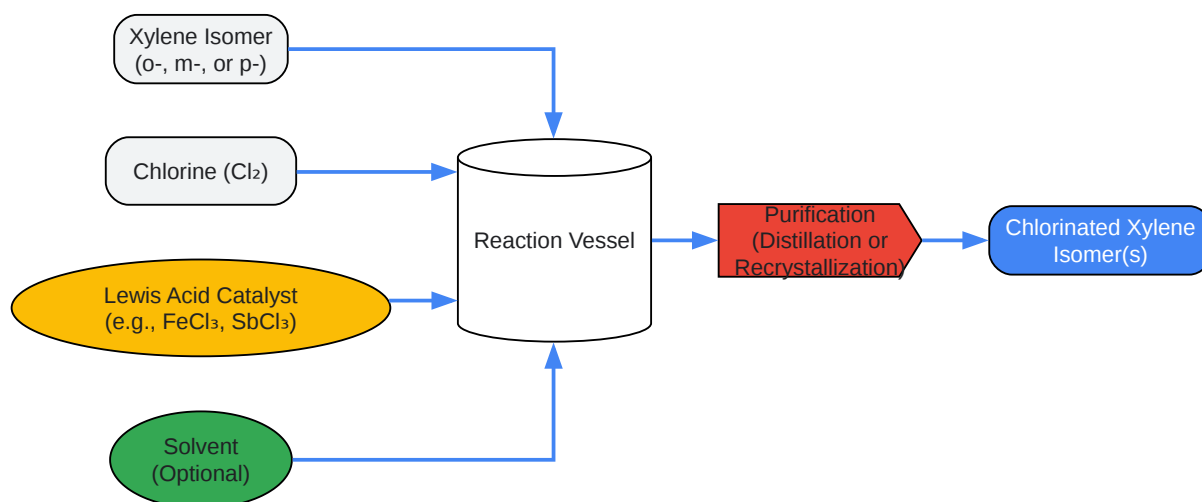 Xylene Isomer
(o-, m-, or p-)
Chlorine (Cl₂)
Lewis Acid Catalyst
(e.g., FeCl₃, SbCl₃)
Solvent
(Optional)
Reaction Vessel
Purification
(Distillation or
Recrystallization)
Chlorinated Xylene
Isomer(s)